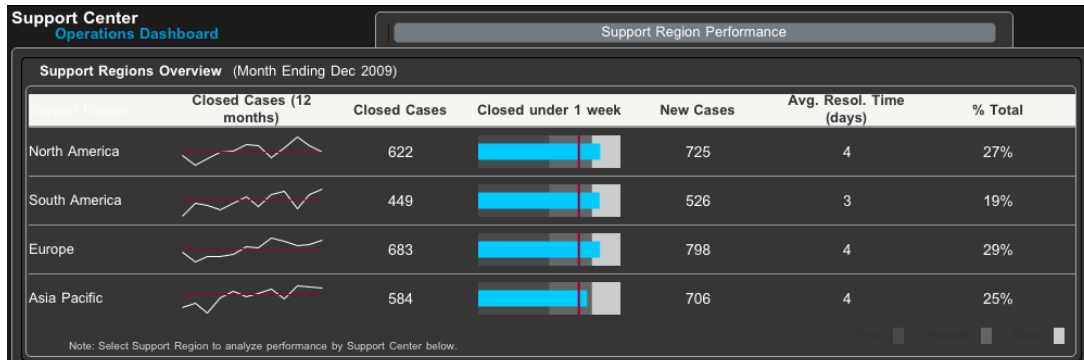 Support Center
Operations Dashboard
Support Region Performance
Support Regions Overview (Month Ending Dec 2009)
Support Region
Closed Cases (12 months)
Closed Cases
Closed under 1 week
New Cases
Avg. Resol. Time (days)
% Total
North America 622 725 4 27%
South America 449 526 3 19%
Europe 683 798 4 29%
Asia Pacific 584 706 4 25%
Note: Select Support Region to analyze performance by Support Center below.